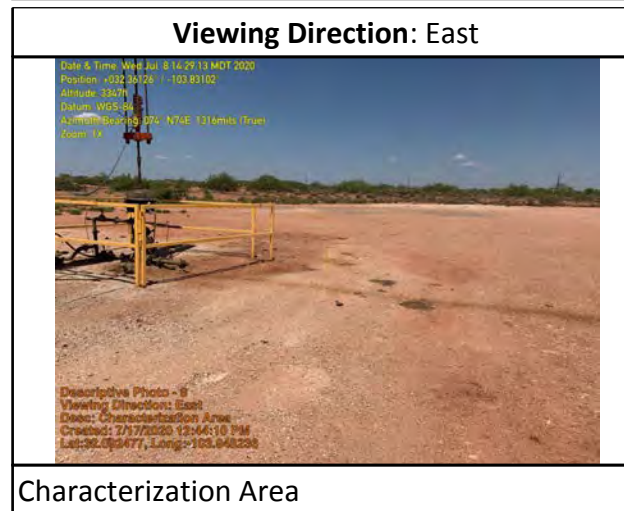 Viewing Direction: East
Date & Time: Wed Jul 8 14:29:13 MDT 2020
Position: +032.36126° / -103.83102
Altitude: 3347ft
Datum: WGS-84
Azimuth Bearing: 074° N74E 1316mils (True)
Zoom: 1X
Descriptive Photo - 8
Viewing Direction: East
Desc: Characterization Area
Created: 7/17/2020 12:44:10 PM
Characterization Area